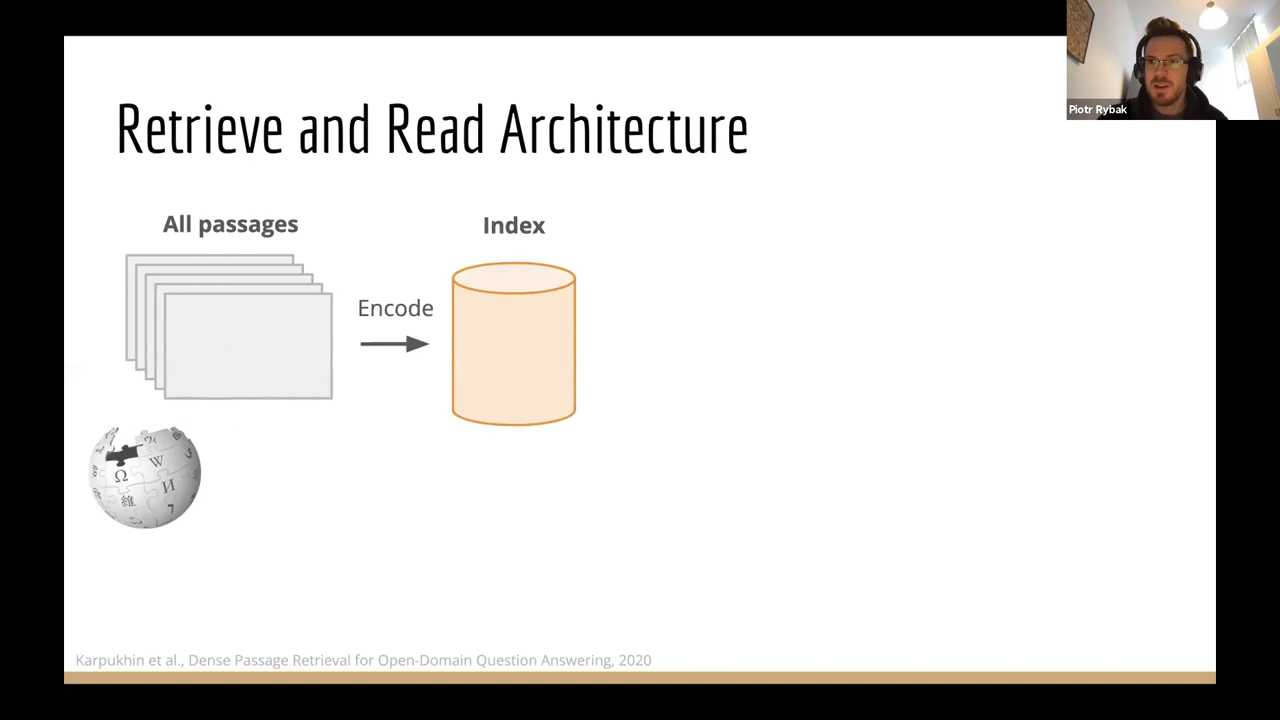 Piotr Rybak
Retrieve and Read Architecture
All passages
Index
Encode
Ω
W
維
И
Karpukhin et al., Dense Passage Retrieval for Open-Domain Question Answering, 2020